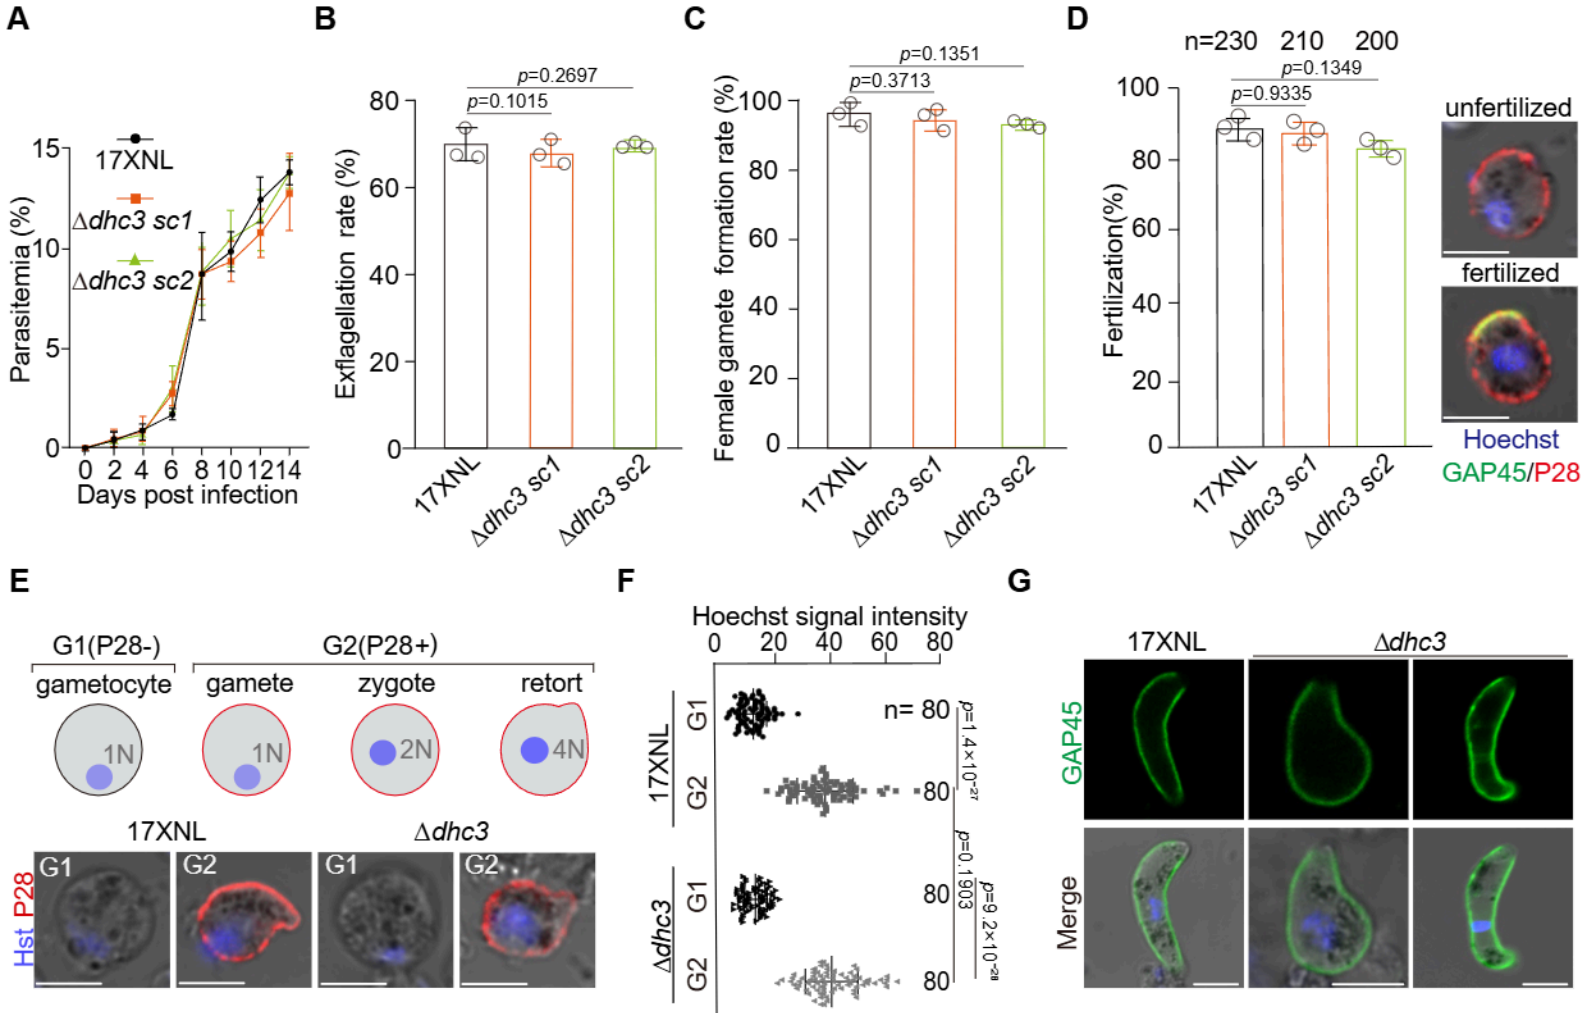 A
17XNL
Δdhc3 sc1
Δdhc3 sc2
Parasitemia (%)
15
10
5
0
0 2 4 6 8 10 12 14
Days post infection
B
p=0.2697
p=0.1015
Exflagellation rate (%)
80
60
40
20
0
17XNL
Δdhc3 sc1
Δdhc3 sc2
C
p=0.1351
p=0.3713
Female gamete formation rate (%)
100
80
60
40
20
0
17XNL
Δdhc3 sc1
Δdhc3 sc2
D
n=230 210 200
p=0.1349
p=0.9335
Fertilization(%)
100
80
60
40
20
0
17XNL
Δdhc3 sc1
Δdhc3 sc2
unfertilized
fertilized
Hoechst
GAP45/P28
E
G1(P28-) G2(P28+)
gametocyte gamete zygote retort
1N 1N 2N 4N
17XNL Δdhc3
Hst P28
G1 G2 G1 G2
F
Hoechst signal intensity
0 20 40 60 80
17XNL
G1
n= 80
G2
80
p=1.4×10⁻²⁷
Δdhc3
G1
80
G2
80
p=0.1903
p=9.2×10⁻²⁸
G
17XNL Δdhc3
GAP45
Merge